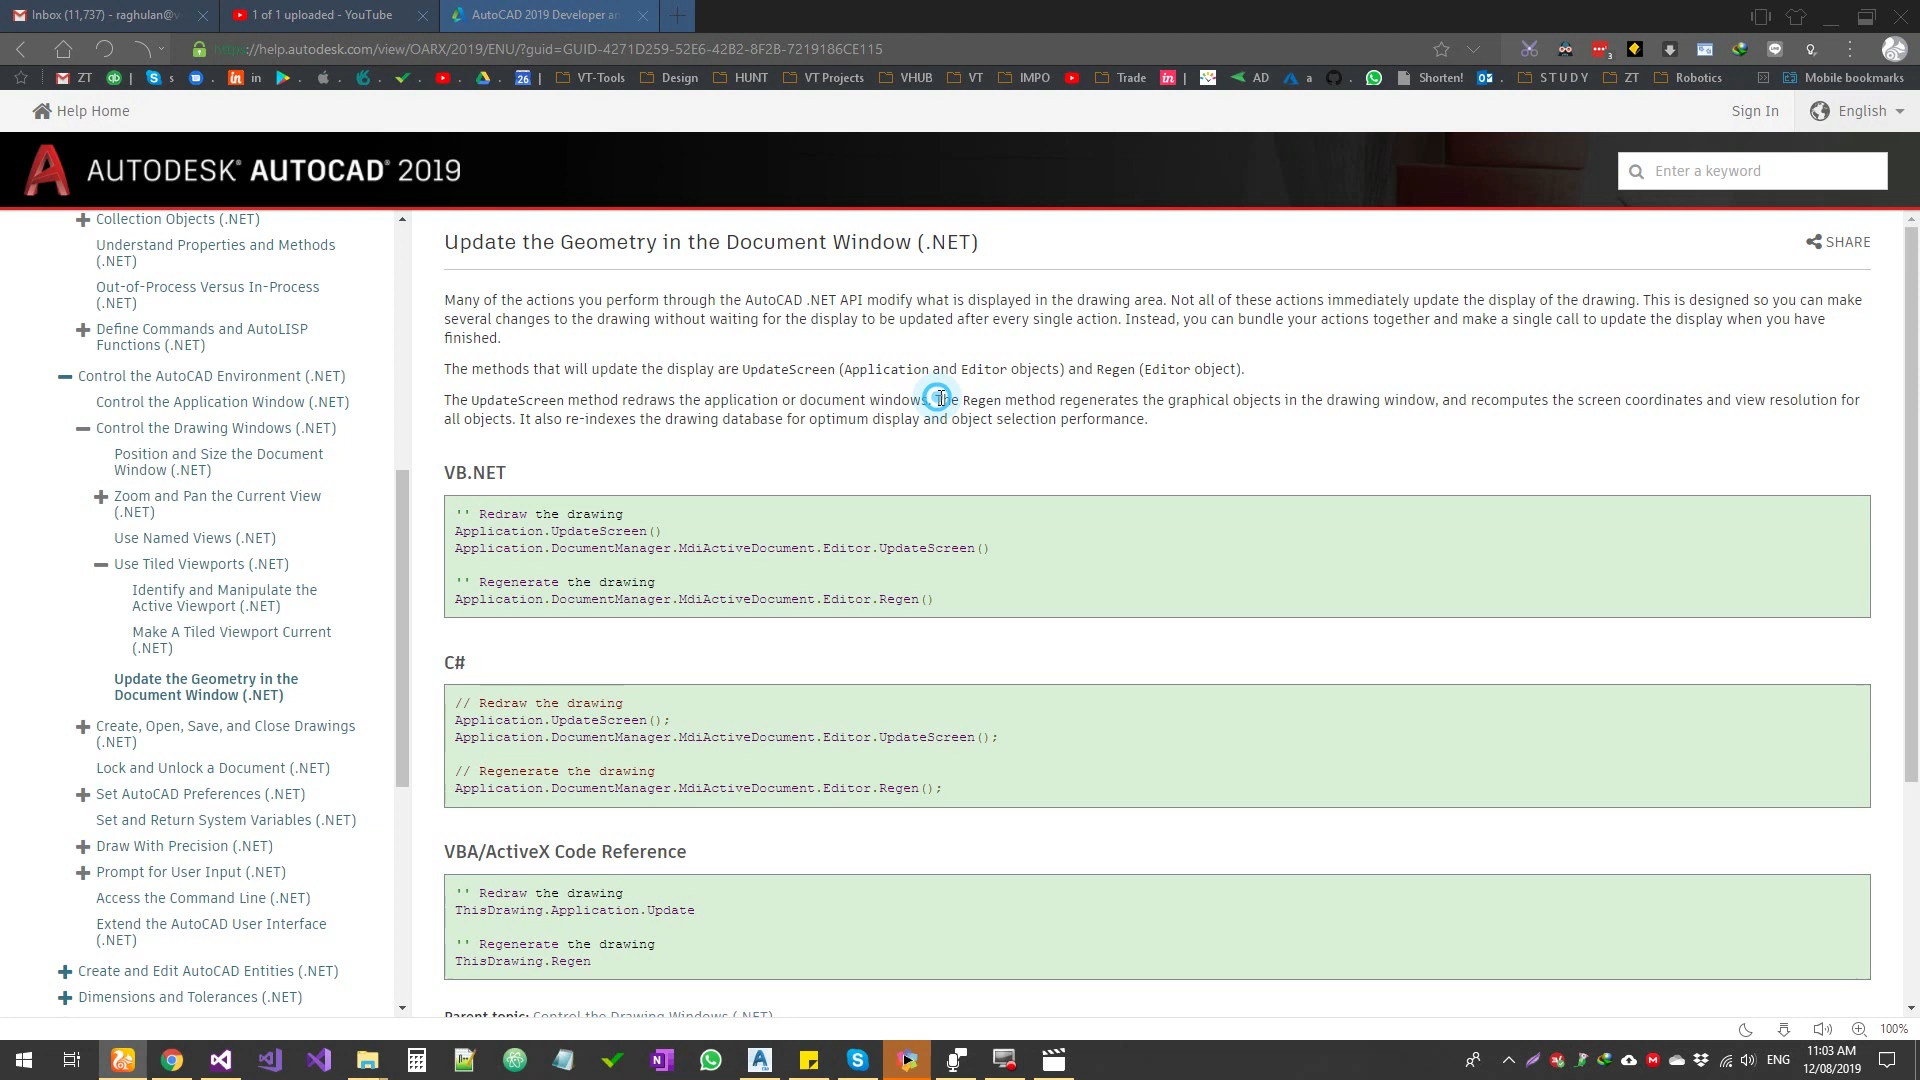 Inbox (11,737) - raghulan@v
1 of 1 uploaded - YouTube
AutoCAD 2019 Developer an
https://help.autodesk.com/view/OARX/2019/ENU/?guid=GUID-4271D259-52E6-42B2-8F2B-7219186CE115
ZT
s
in
26
VT-Tools
Design
HUNT
VT Projects
VHUB
VT
IMPO
Trade
AD
a
Shorten!
S T U D Y
ZT
Robotics
Mobile bookmarks
Help Home
Sign In
English
AUTODESK® AUTOCAD® 2019
Enter a keyword
Collection Objects (.NET)
Understand Properties and Methods
(.NET)
Out-of-Process Versus In-Process
(.NET)
Define Commands and AutoLISP
Functions (.NET)
Control the AutoCAD Environment (.NET)
Control the Application Window (.NET)
Control the Drawing Windows (.NET)
Position and Size the Document
Window (.NET)
Zoom and Pan the Current View
(.NET)
Use Named Views (.NET)
Use Tiled Viewports (.NET)
Identify and Manipulate the
Active Viewport (.NET)
Make A Tiled Viewport Current
(.NET)
Update the Geometry in the
Document Window (.NET)
Create, Open, Save, and Close Drawings
(.NET)
Lock and Unlock a Document (.NET)
Set AutoCAD Preferences (.NET)
Set and Return System Variables (.NET)
Draw With Precision (.NET)
Prompt for User Input (.NET)
Access the Command Line (.NET)
Extend the AutoCAD User Interface
(.NET)
Create and Edit AutoCAD Entities (.NET)
Dimensions and Tolerances (.NET)
Update the Geometry in the Document Window (.NET)
SHARE
Many of the actions you perform through the AutoCAD .NET API modify what is displayed in the drawing area. Not all of these actions immediately update the display of the drawing. This is designed so you can make
several changes to the drawing without waiting for the display to be updated after every single action. Instead, you can bundle your actions together and make a single call to update the display when you have
finished.
The methods that will update the display are UpdateScreen (Application and Editor objects) and Regen (Editor object).
The UpdateScreen method redraws the application or document windows. The Regen method regenerates the graphical objects in the drawing window, and recomputes the screen coordinates and view resolution for
all objects. It also re-indexes the drawing database for optimum display and object selection performance.
VB.NET
'' Redraw the drawing
Application.UpdateScreen()
Application.DocumentManager.MdiActiveDocument.Editor.UpdateScreen()
'' Regenerate the drawing
Application.DocumentManager.MdiActiveDocument.Editor.Regen()
C#
// Redraw the drawing
Application.UpdateScreen();
Application.DocumentManager.MdiActiveDocument.Editor.UpdateScreen();
// Regenerate the drawing
Application.DocumentManager.MdiActiveDocument.Editor.Regen();
VBA/ActiveX Code Reference
'' Redraw the drawing
ThisDrawing.Application.Update
'' Regenerate the drawing
ThisDrawing.Regen
Parent topic: Control the Drawing Windows (.NET)
100%
ENG
11:03 AM
12/08/2019